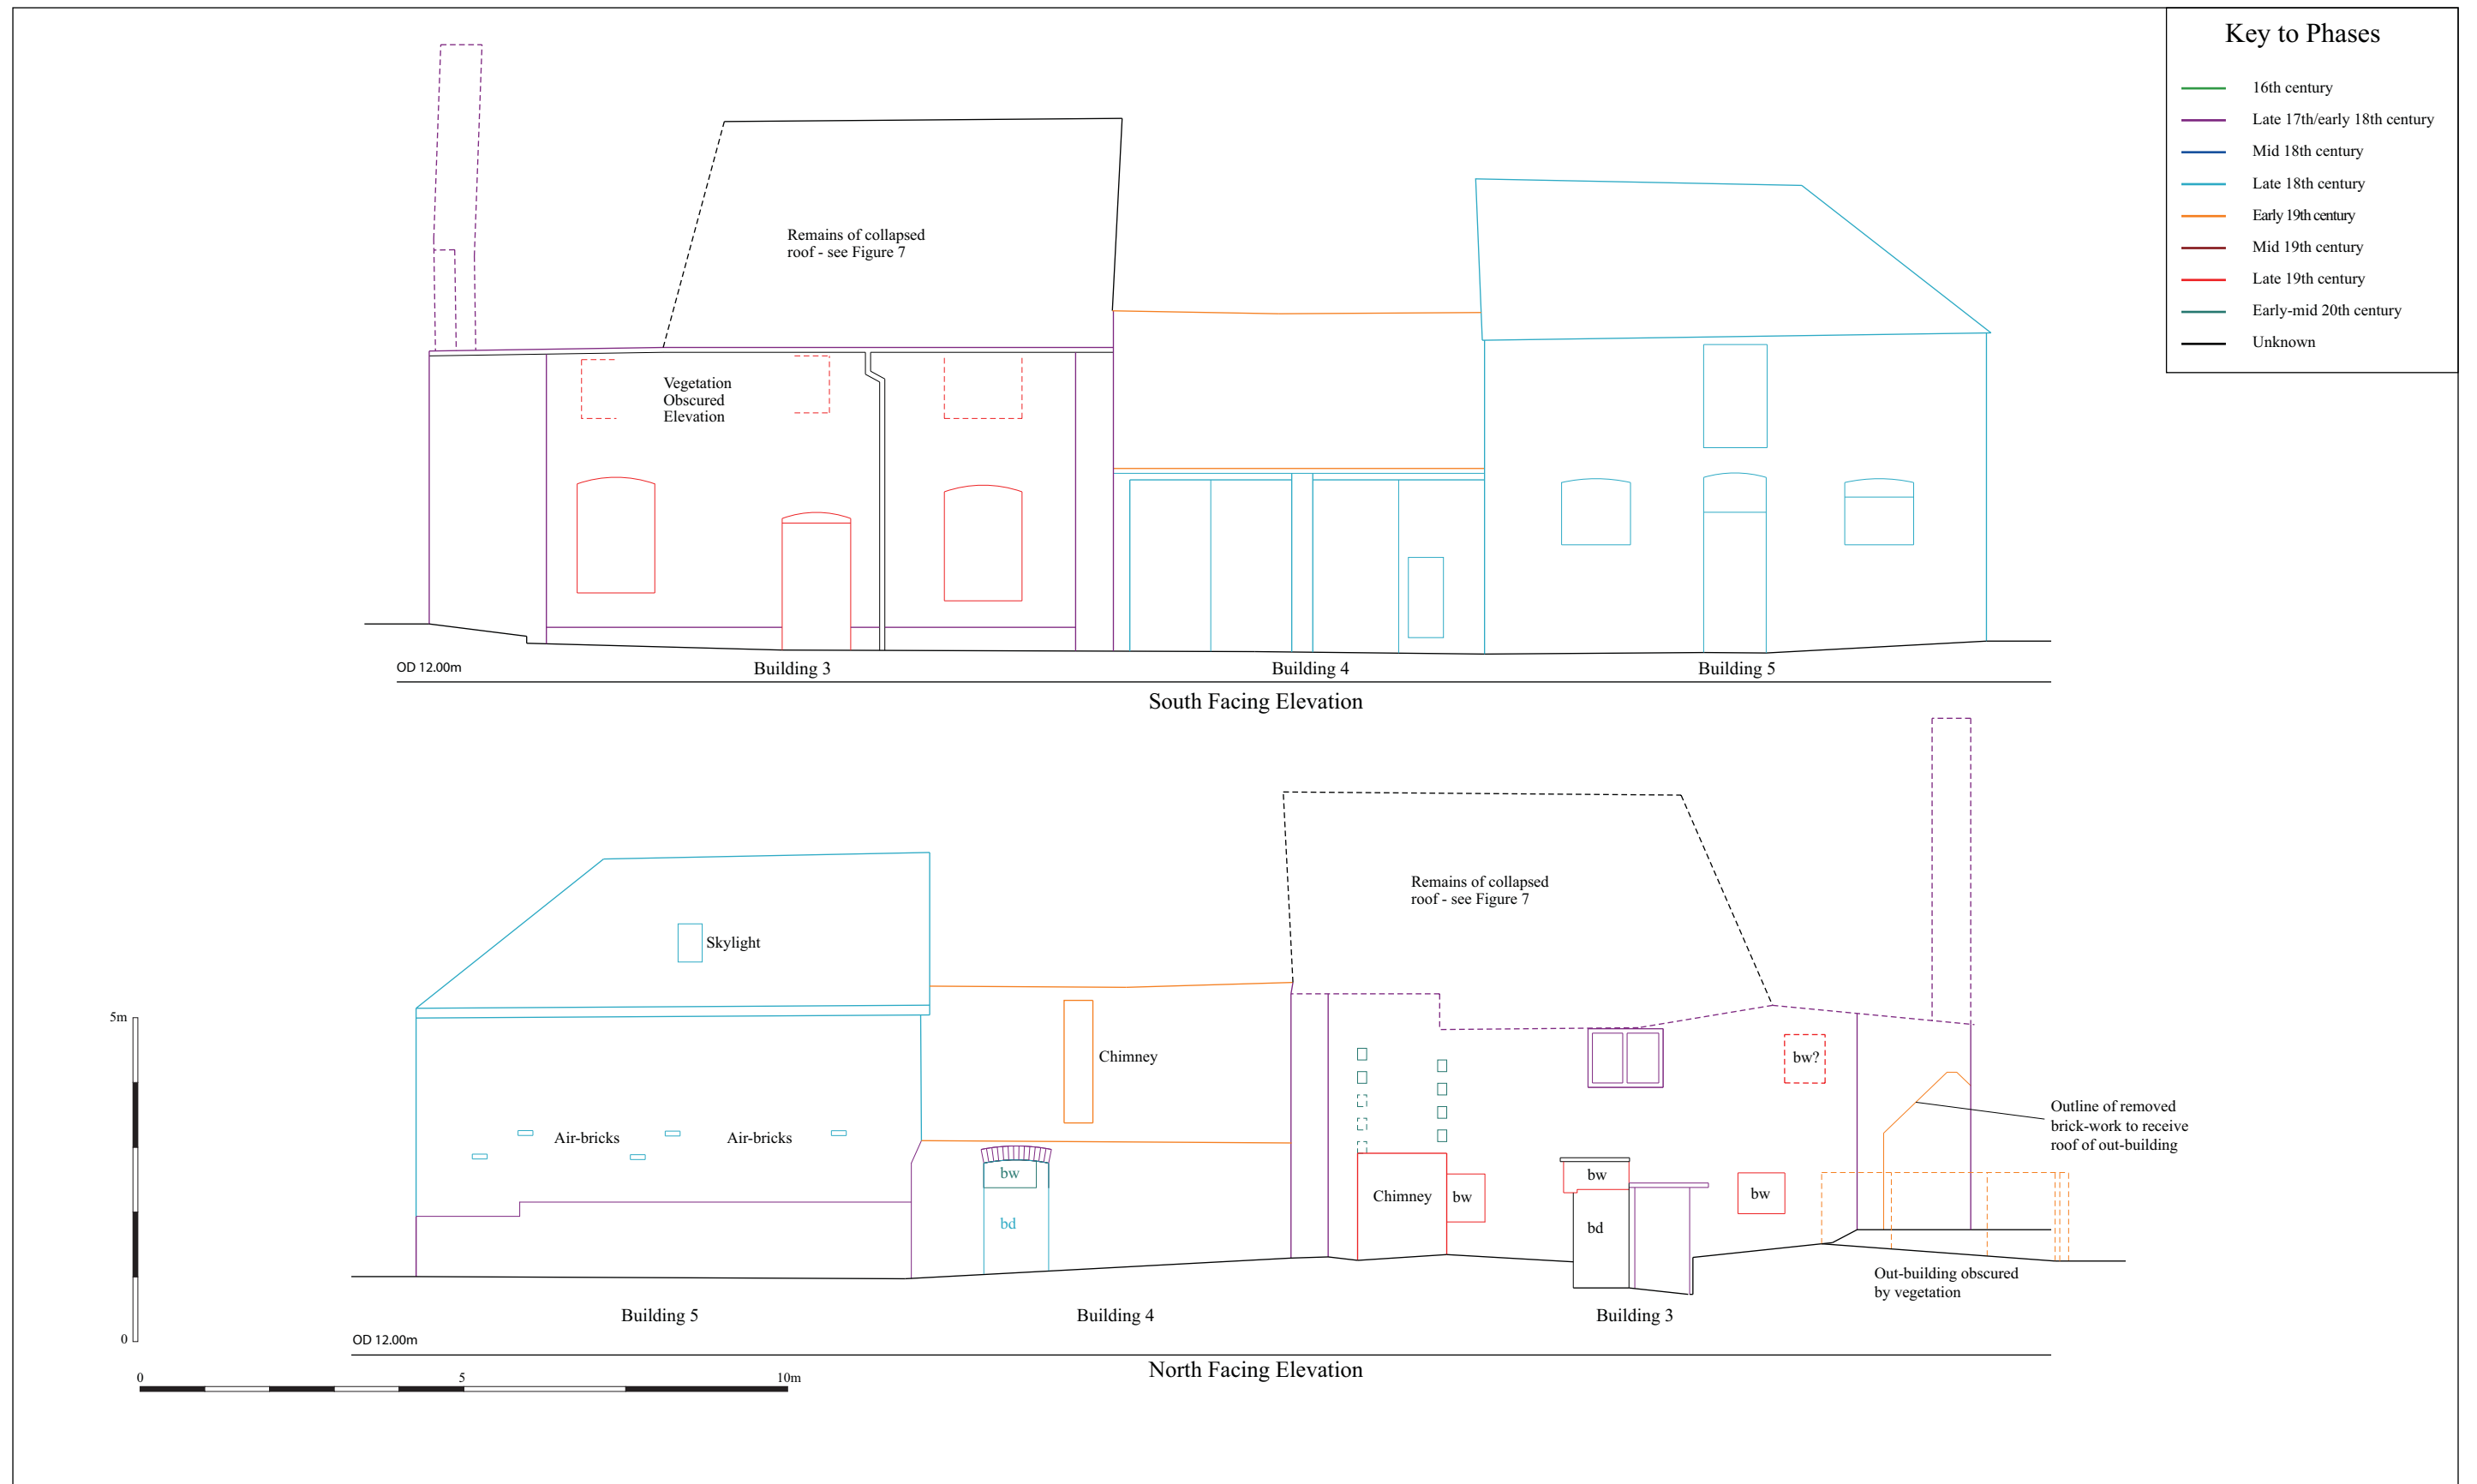 Key to Phases
16th century
Late 17th/early 18th century
Mid 18th century
Late 18th century
Early 19th century
Mid 19th century
Late 19th century
Early-mid 20th century
Unknown
Remains of collapsed
roof - see Figure 7
Vegetation
Obscured
Elevation
OD 12.00m
Building 3
Building 4
Building 5
South Facing Elevation
Remains of collapsed
roof - see Figure 7
Skylight
Chimney
bw?
Air-bricks
Air-bricks
bw
bd
Chimney
bw
bw
bd
bw
Outline of removed
brick-work to receive
roof of out-building
Out-building obscured
by vegetation
Building 5
Building 4
Building 3
OD 12.00m
North Facing Elevation
5m
0
0
5
10m